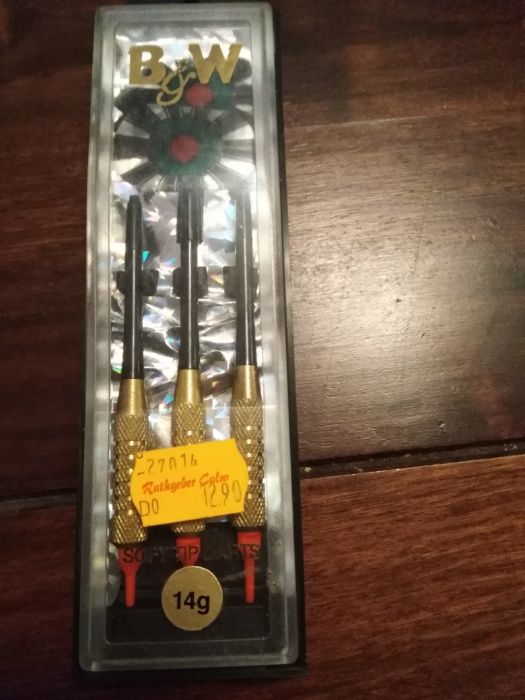 B&W
-27014
Rathgeber Calw
DO 12.90
SOFT TIP DARTS
14g